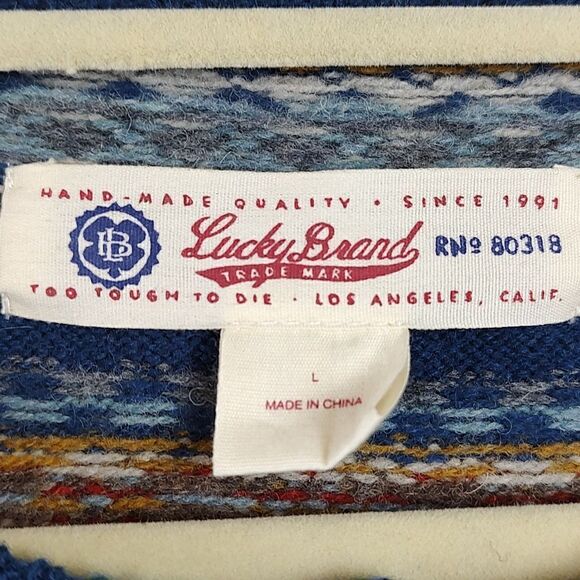 HAND-MADE QUALITY • SINCE 1991
LB Lucky Brand RNº 80318
TRADE MARK
TOO TOUGH TO DIE • LOS ANGELES, CALIF.
L
MADE IN CHINA